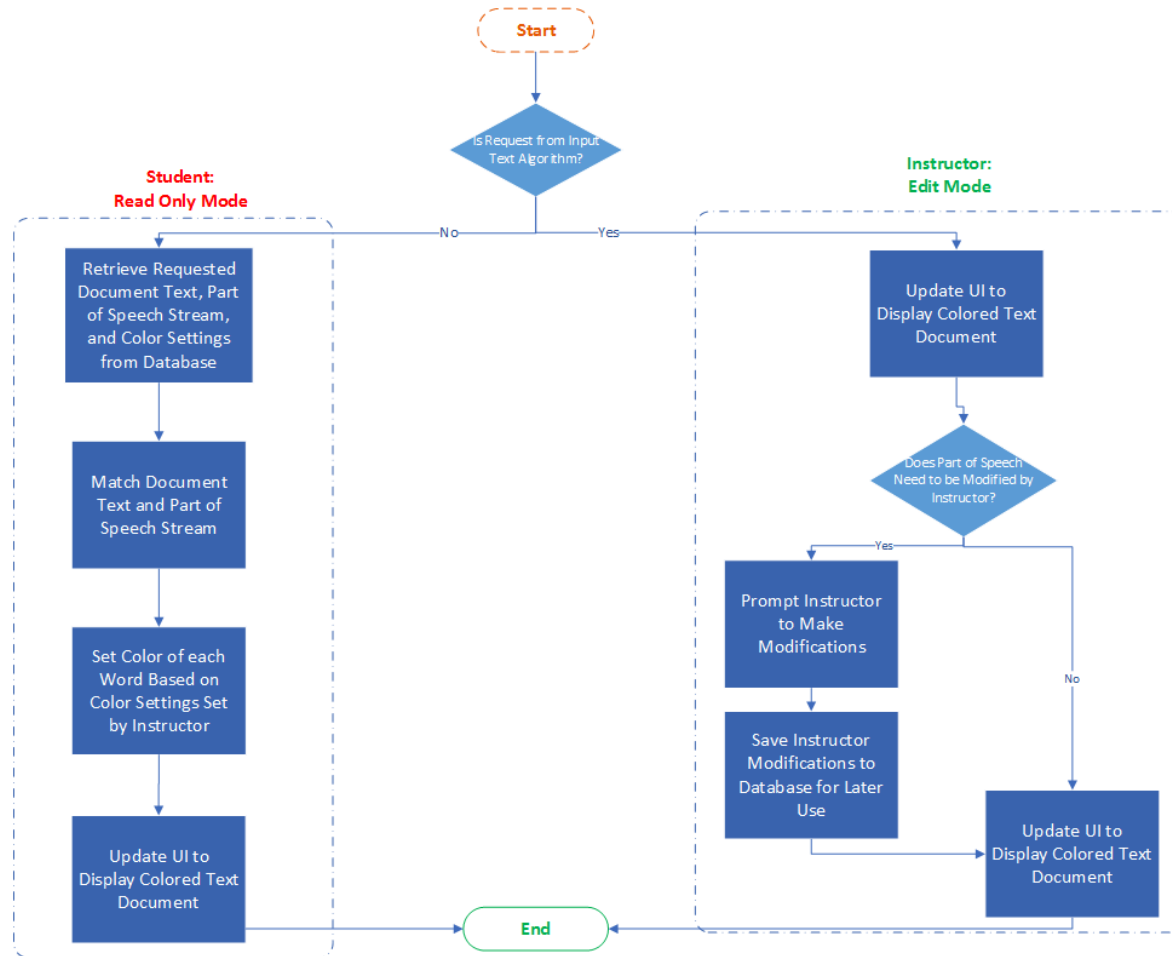 Start
Is Request from Input
Text Algorithm?
Student:
Read Only Mode
Instructor:
Edit Mode
No
Yes
Retrieve Requested
Document Text, Part
of Speech Stream,
and Color Settings
from Database
Update UI to
Display Colored Text
Document
Match Document
Text and Part of
Speech Stream
Does Part of Speech
Need to be Modified by
Instructor?
Yes
No
Prompt Instructor
to Make
Modifications
Set Color of each
Word Based on
Color Settings Set
by Instructor
Save Instructor
Modifications to
Database for Later
Use
Update UI to
Display Colored Text
Document
Update UI to
Display Colored Text
Document
End